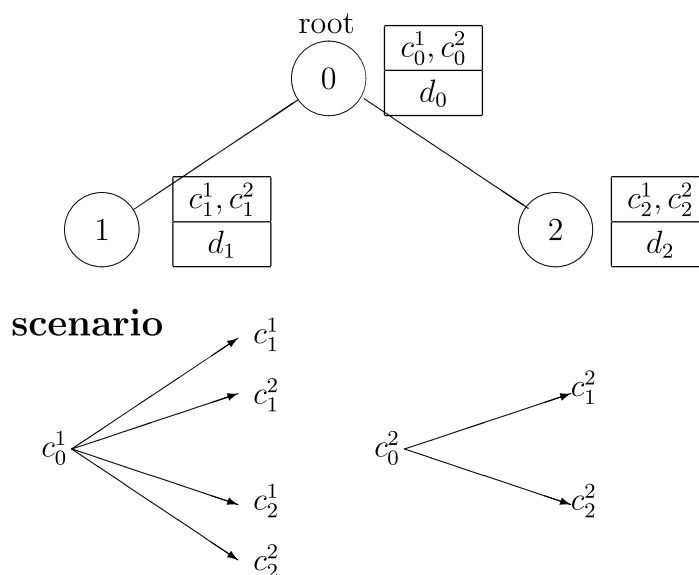 root
0
c_0^1, c_0^2
d_0
1
c_1^1, c_1^2
d_1
2
c_2^1, c_2^2
d_2
scenario
c_0^1
c_1^1
c_1^2
c_2^1
c_2^2
c_0^2
c_1^2
c_2^2